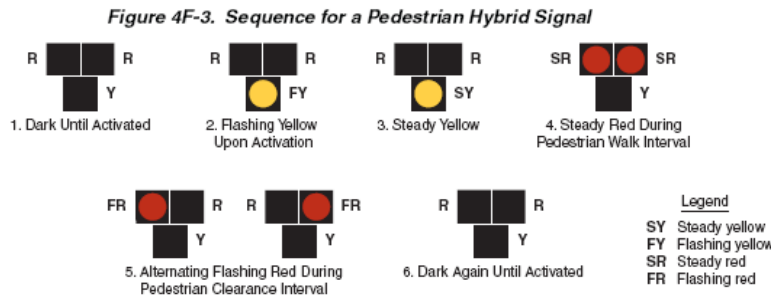 Figure 4F-3. Sequence for a Pedestrian Hybrid Signal
R R
Y
1. Dark Until Activated
R R
FY
2. Flashing Yellow
Upon Activation
R R
SY
3. Steady Yellow
SR SR
Y
4. Steady Red During
Pedestrian Walk Interval
FR R
Y
R FR
Y
5. Alternating Flashing Red During
Pedestrian Clearance Interval
R R
Y
6. Dark Again Until Activated
Legend
SY Steady yellow
FY Flashing yellow
SR Steady red
FR Flashing red